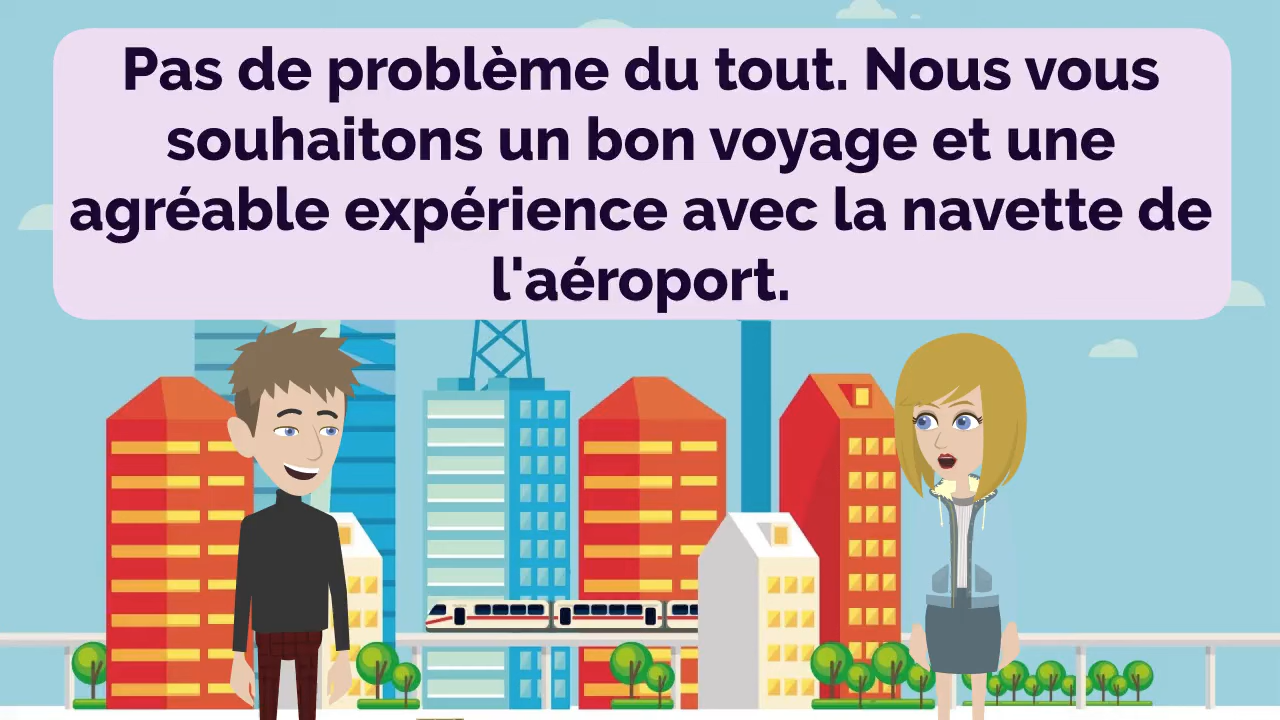 Pas de problème du tout. Nous vous
souhaitons un bon voyage et une
agréable expérience avec la navette de
l'aéroport.